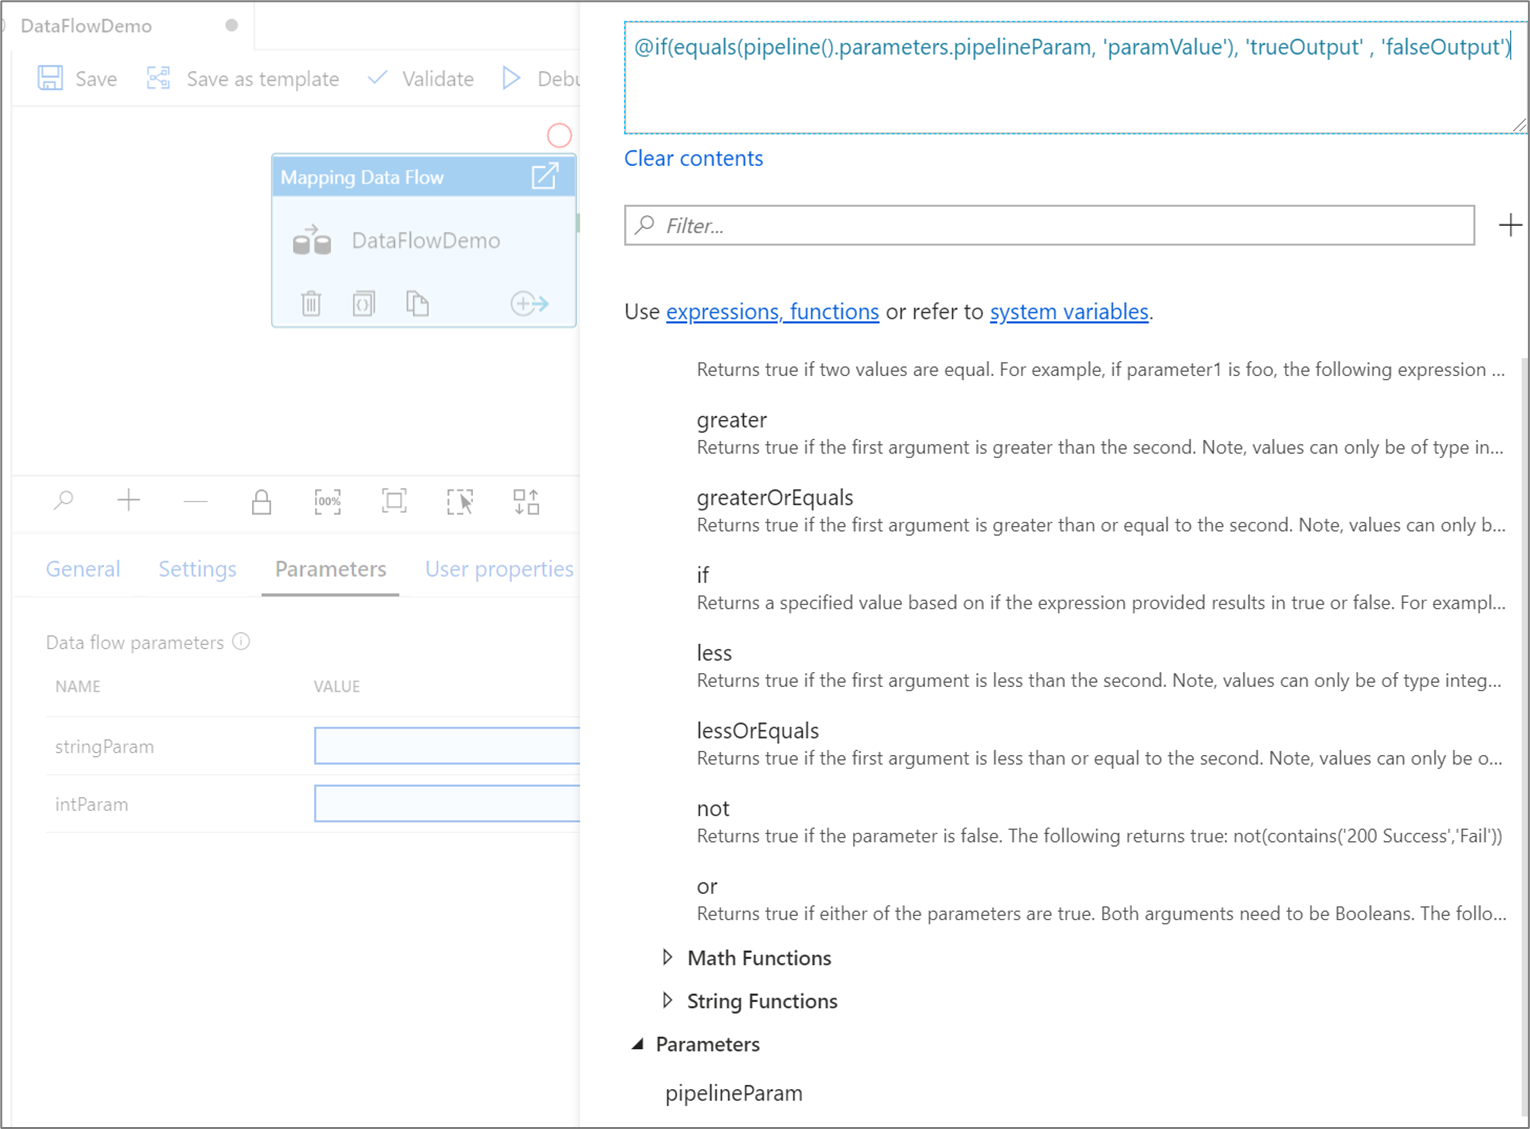 DataFlowDemo
Save
Save as template
Validate
Debu
Mapping Data Flow
DataFlowDemo
100%
General
Settings
Parameters
User properties
Data flow parameters
NAME
VALUE
stringParam
intParam
@if(equals(pipeline().parameters.pipelineParam, 'paramValue'), 'trueOutput' , 'falseOutput')
Clear contents
Filter...
Use expressions, functions or refer to system variables.
Returns true if two values are equal. For example, if parameter1 is foo, the following expression ...
greater
Returns true if the first argument is greater than the second. Note, values can only be of type in...
greaterOrEquals
Returns true if the first argument is greater than or equal to the second. Note, values can only b...
if
Returns a specified value based on if the expression provided results in true or false. For exampl...
less
Returns true if the first argument is less than the second. Note, values can only be of type integ...
lessOrEquals
Returns true if the first argument is less than or equal to the second. Note, values can only be o...
not
Returns true if the parameter is false. The following returns true: not(contains('200 Success','Fail'))
or
Returns true if either of the parameters are true. Both arguments need to be Booleans. The follo...
Math Functions
String Functions
Parameters
pipelineParam